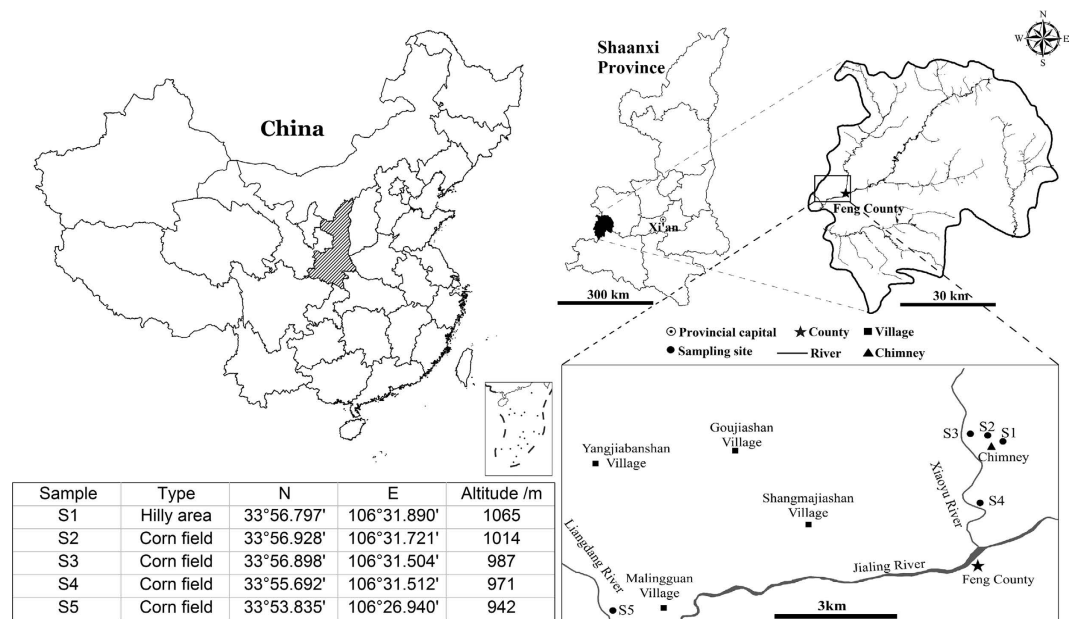 China
Shaanxi
Province
Xi'an
300 km
N
W E
S
Feng County
30 km
Provincial capital County Village
Sampling site River Chimney
Yangjiabanshan
Village
Goujiashan
Village
S3 S2 S1
Chimney
Xiaoyu River
S4
Shangmajiashan
Village
Liangdang River
Malingguan
Village
Jialing River
Feng County
S5
3km
Sample Type N E Altitude /m
S1 Hilly area 33°56.797' 106°31.890' 1065
S2 Corn field 33°56.928' 106°31.721' 1014
S3 Corn field 33°56.898' 106°31.504' 987
S4 Corn field 33°55.692' 106°31.512' 971
S5 Corn field 33°53.835' 106°26.940' 942